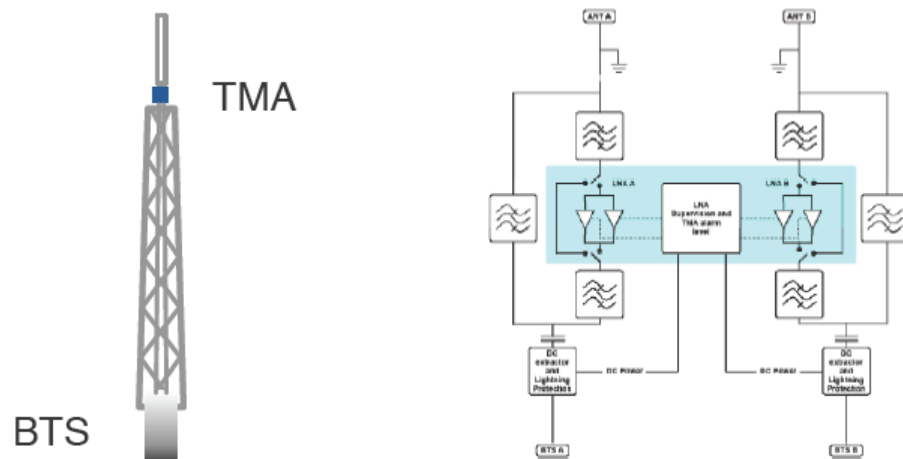 TMA
BTS
ANT A
ANT B
LNA A
LNA B
LNA
Supervision and
TMA alarm
level
DC
extractor
and
Lightning
Protection
DC Power
DC Power
DC
extractor
and
Lightning
Protection
BTS A
BTS B